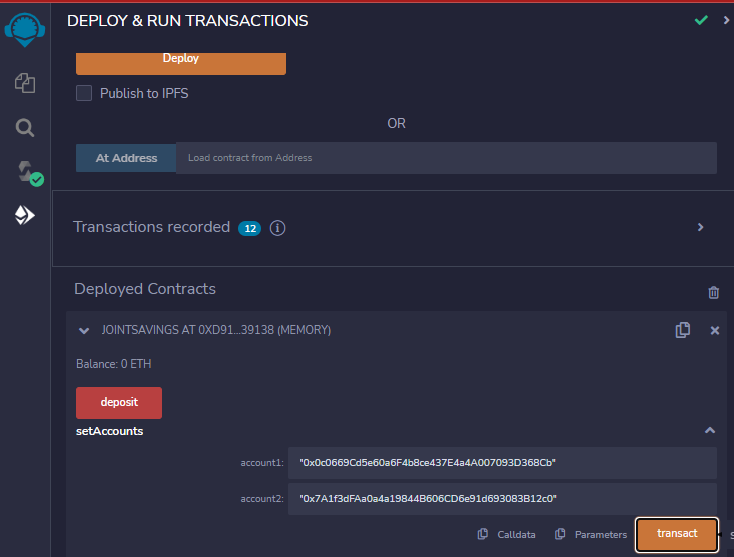 DEPLOY & RUN TRANSACTIONS
Deploy
Publish to IPFS
OR
At Address Load contract from Address
Transactions recorded 12 i
Deployed Contracts
JOINTSAVINGS AT 0XD91...39138 (MEMORY)
Balance: 0 ETH
deposit
setAccounts
account1: "0x0c0669Cd5e60a6F4b8ce437E4a4A007093D368Cb"
account2: "0x7A1f3dFAa0a4a19844B606CD6e91d693083B12c0"
Calldata Parameters transact